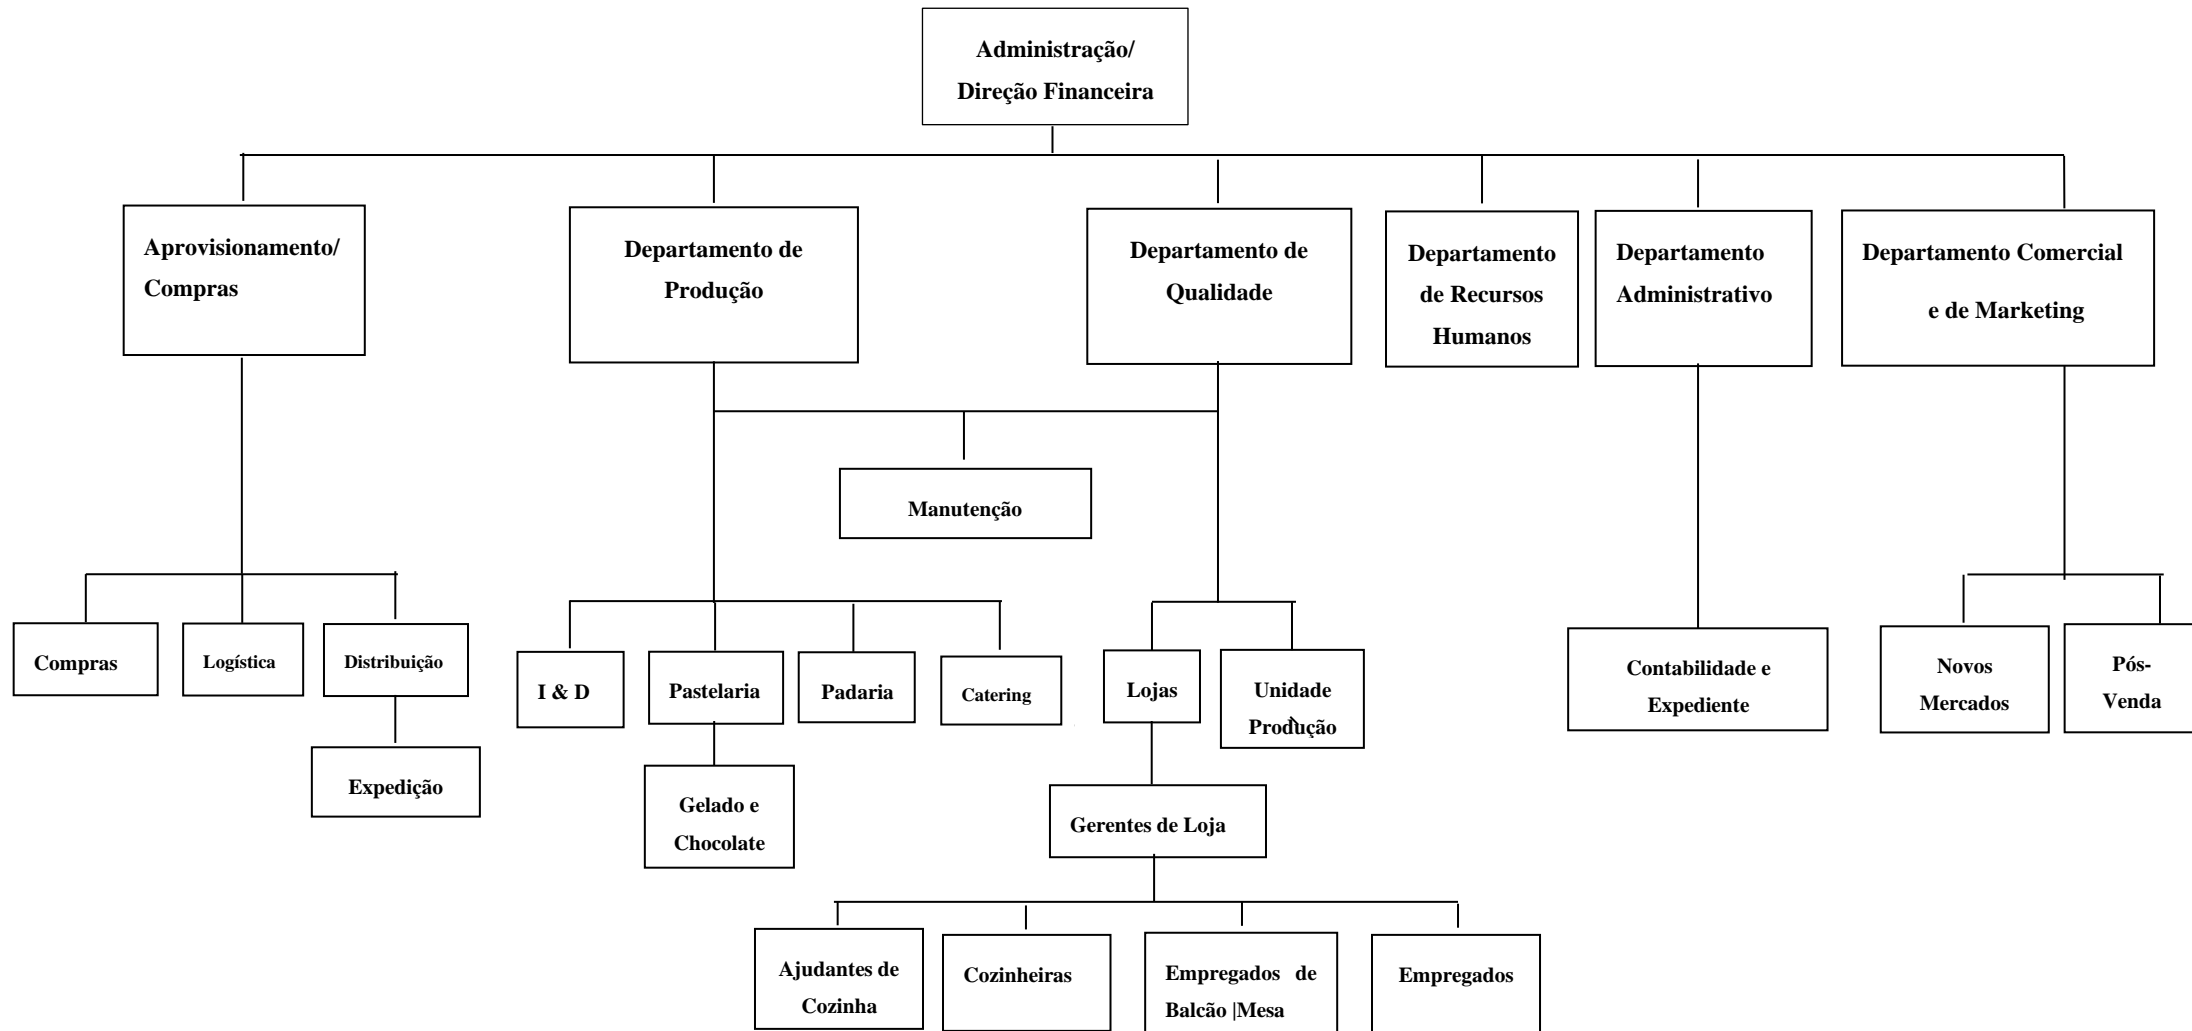 Administração/
Direção Financeira
Aprovisionamento/
Compras
Departamento de
Produção
Departamento de
Qualidade
Departamento
de Recursos
Humanos
Departamento
Administrativo
Departamento Comercial
e de Marketing
Manutenção
Compras
Logística
Distribuição
I & D
Pastelaria
Padaria
Catering
Lojas
Unidade
Produção
Contabilidade e
Expediente
Novos
Mercados
Pós-
Venda
Expedição
Gelado e
Chocolate
Gerentes de Loja
Ajudantes de
Cozinha
Cozinheiras
Empregados de
Balcão |Mesa
Empregados